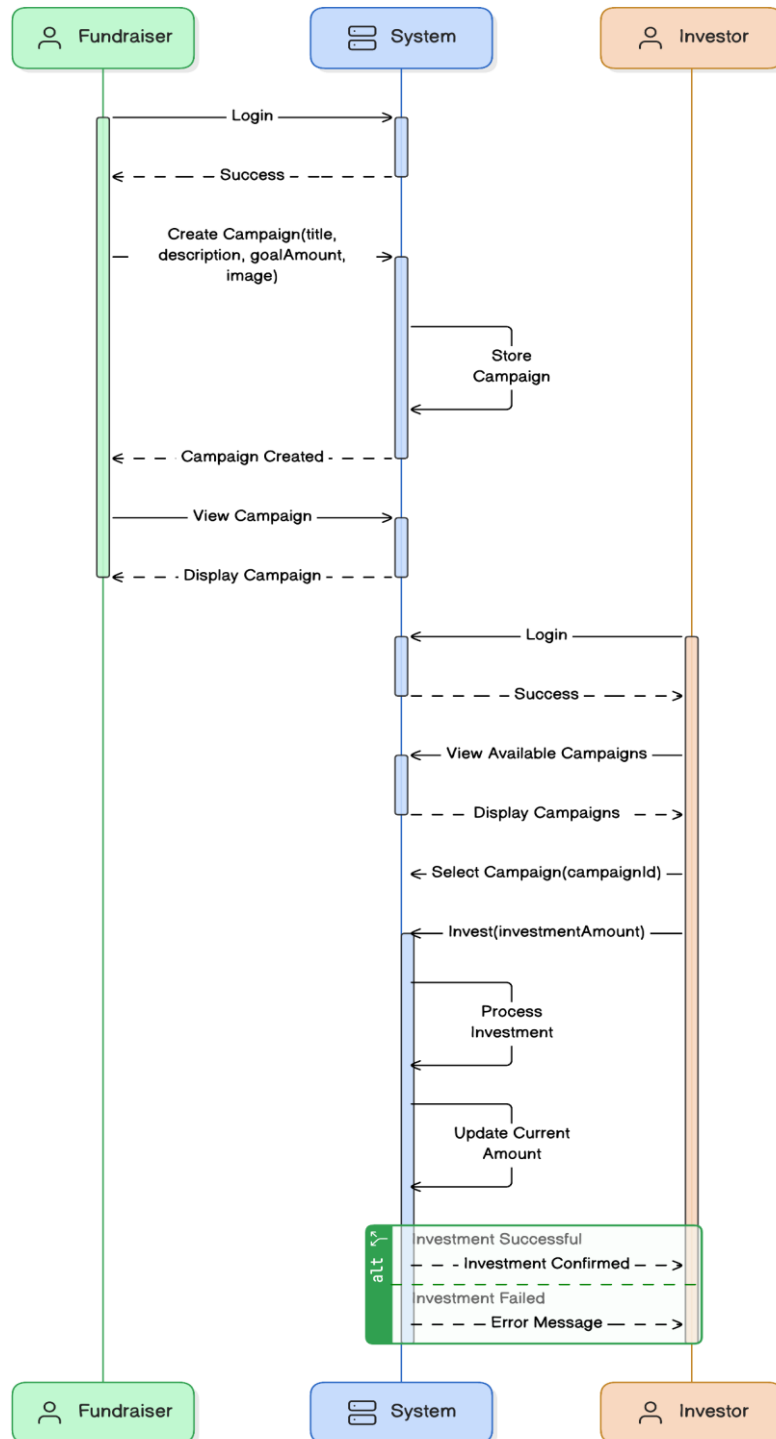 Fundraiser
System
Investor
Login
Success
Create Campaign(title,
description, goalAmount,
image)
Store
Campaign
Campaign Created
View Campaign
Display Campaign
Login
Success
View Available Campaigns
Display Campaigns
Select Campaign(campaignId)
Invest(investmentAmount)
Process
Investment
Update Current
Amount
alt
Investment Successful
Investment Confirmed
Investment Failed
Error Message
Fundraiser
System
Investor